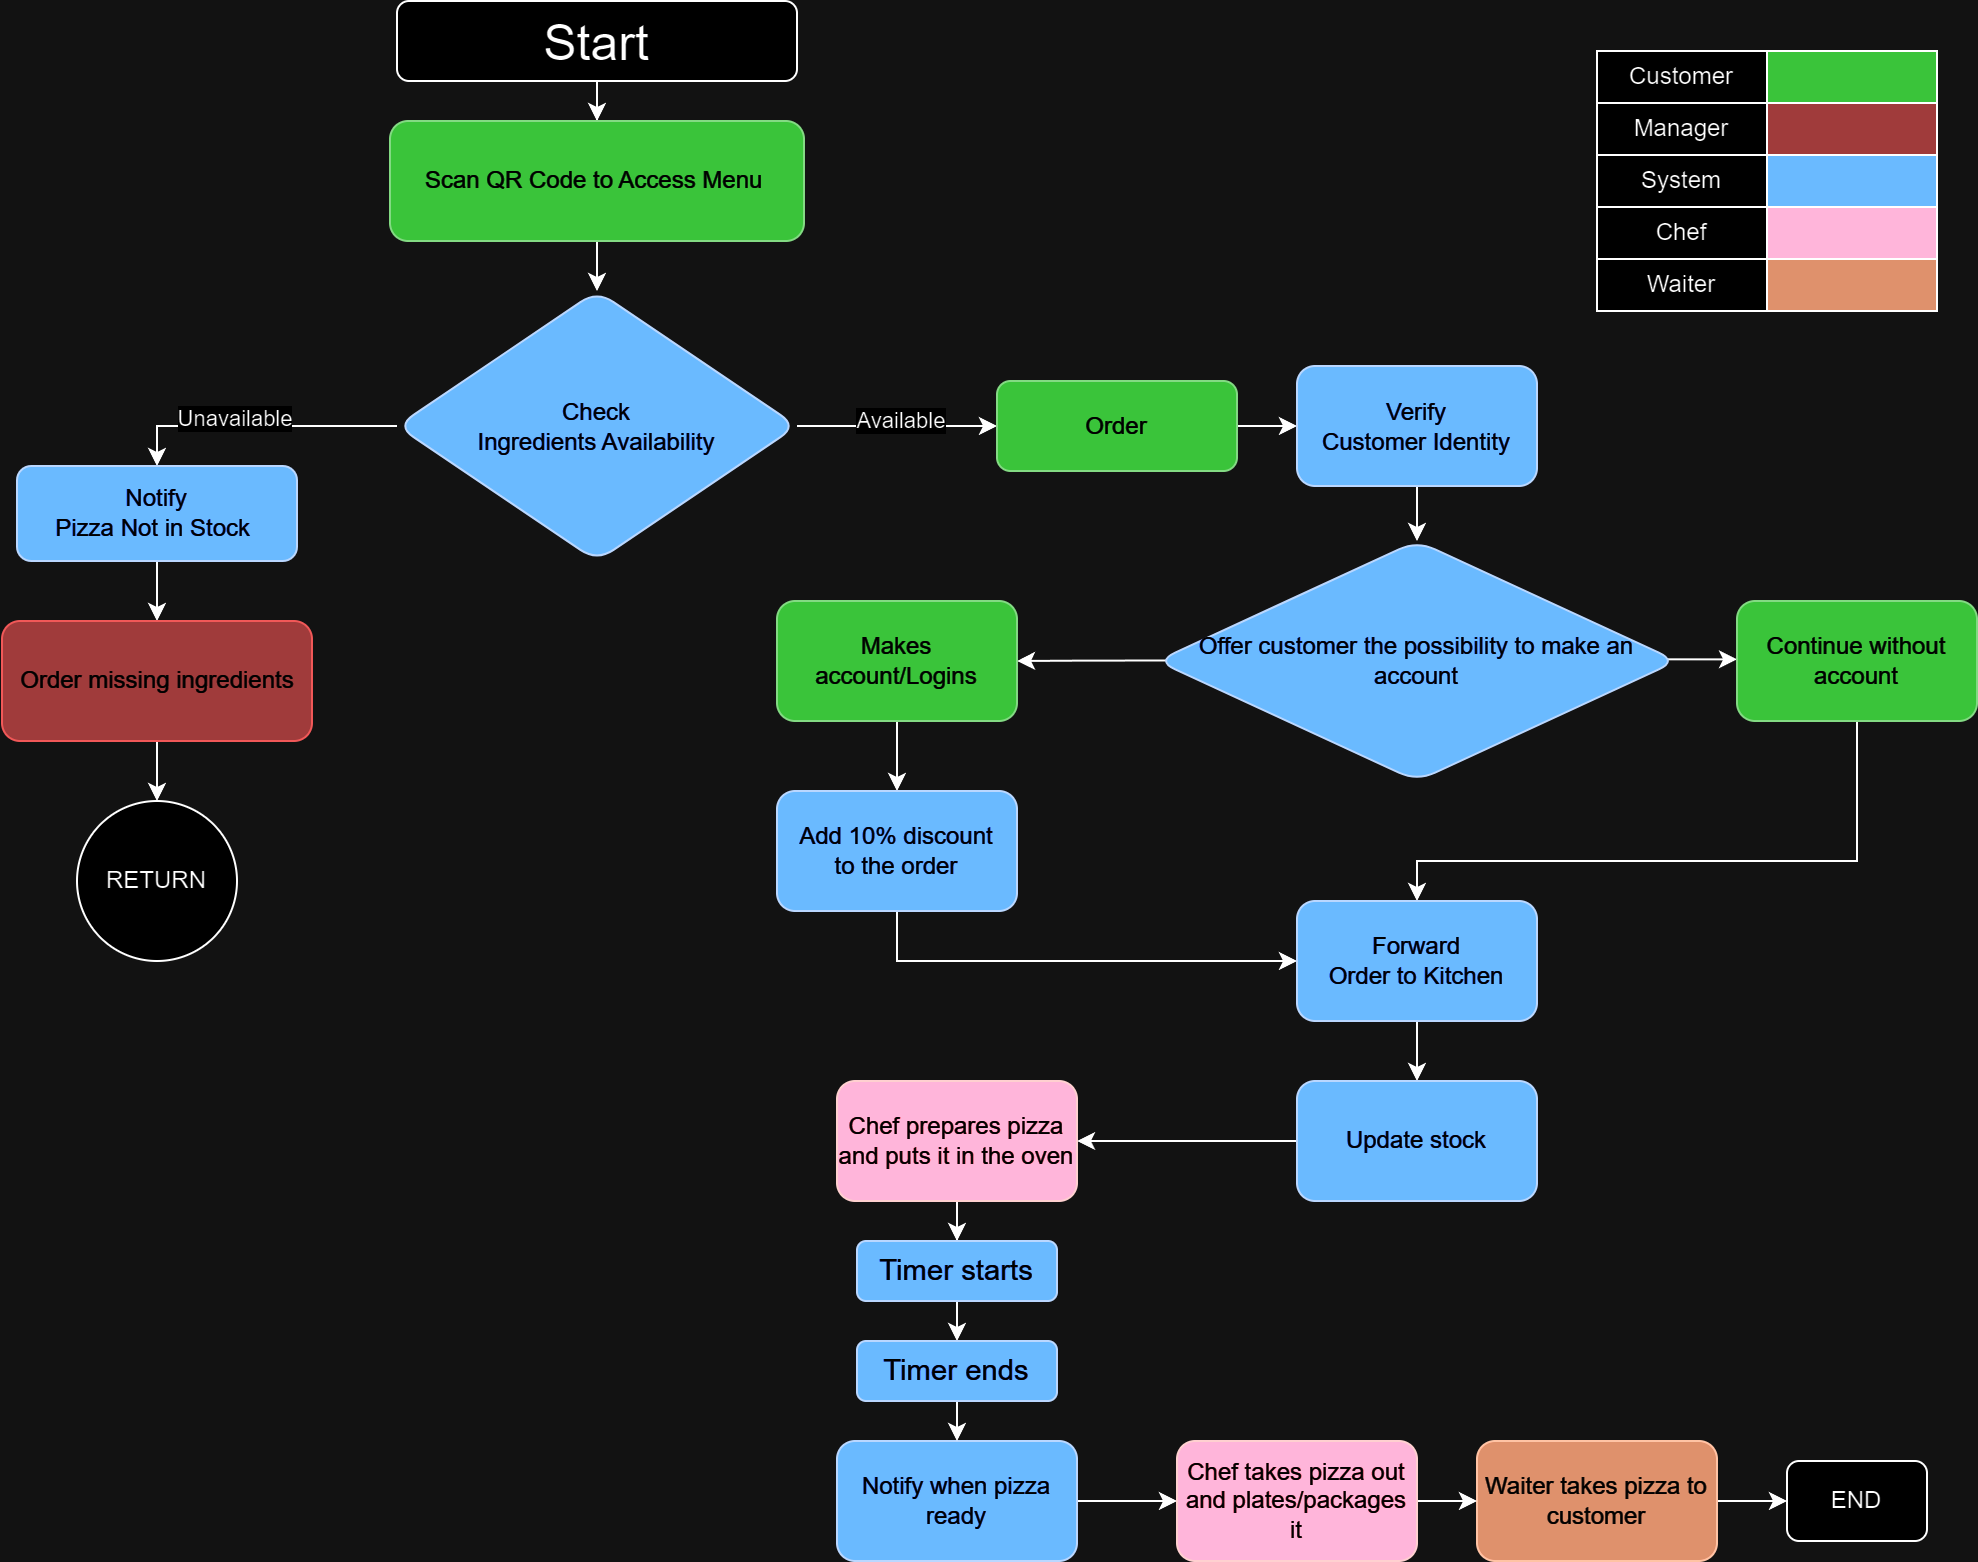 Start
Customer
Manager
System
Chef
Waiter
Scan QR Code to Access Menu
Check
Ingredients Availability
Unavailable
Available
Order
Verify
Customer Identity
Notify
Pizza Not in Stock
Order missing ingredients
RETURN
Offer customer the possibility to make an
account
Makes
account/Logins
Continue without
account
Add 10% discount
to the order
Forward
Order to Kitchen
Update stock
Chef prepares pizza
and puts it in the oven
Timer starts
Timer ends
Notify when pizza
ready
Chef takes pizza out
and plates/packages
it
Waiter takes pizza to
customer
END